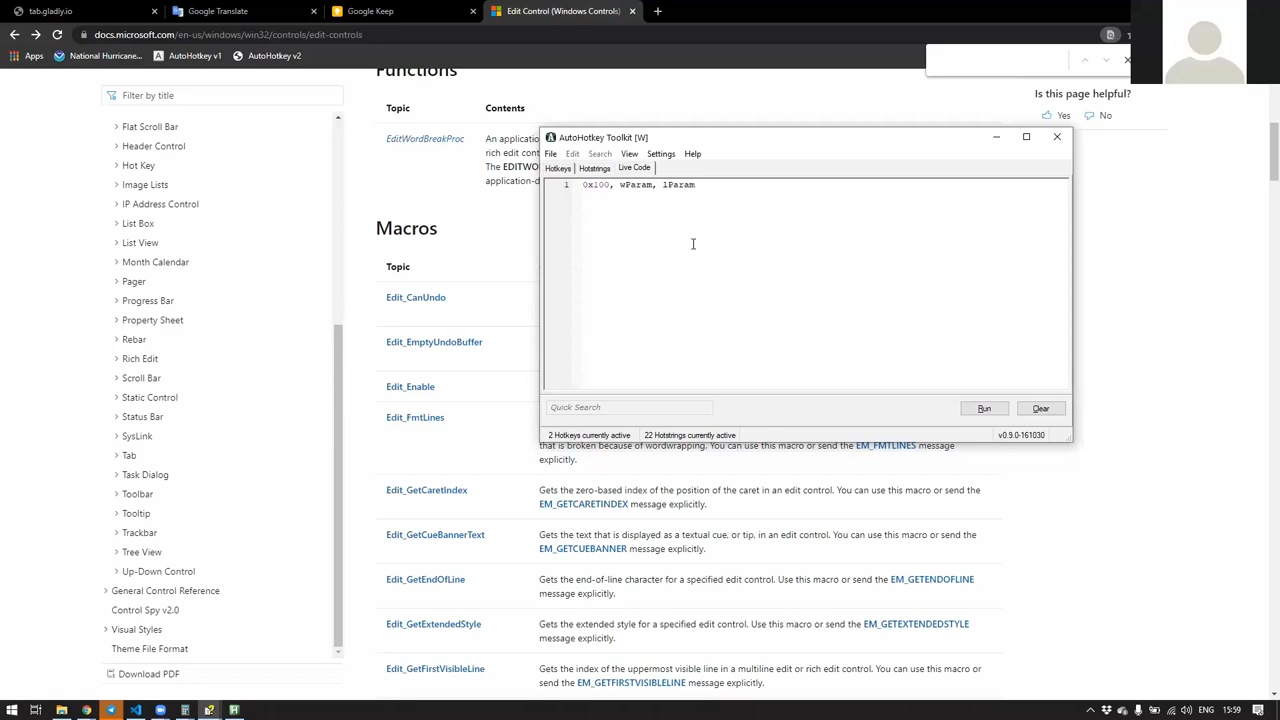 tab.gladly.io
Google Translate
Google Keep
Edit Control (Windows Controls)
docs.microsoft.com/en-us/windows/win32/controls/edit-controls
Apps
National Hurricane...
AutoHotkey v1
AutoHotkey v2
Filter by title
Flat Scroll Bar
Header Control
Hot Key
Image Lists
IP Address Control
List Box
List View
Month Calendar
Pager
Progress Bar
Property Sheet
Rebar
Rich Edit
Scroll Bar
Static Control
Status Bar
SysLink
Tab
Task Dialog
Toolbar
Tooltip
Trackbar
Tree View
Up-Down Control
General Control Reference
Control Spy v2.0
Visual Styles
Theme File Format
Download PDF
Functions
Topic Contents
EditWordBreakProc An application
rich edit cont
The EDITWO
application-d
Macros
Topic
Edit_CanUndo
Edit_EmptyUndoBuffer
Edit_Enable
Edit_FmtLines
that is broken because of wordwrapping. You can use this macro or send the EM_FMTLINES message
explicitly.
Edit_GetCaretIndex Gets the zero-based index of the position of the caret in an edit control. You can use this macro or send the
EM_GETCARETINDEX message explicitly.
Edit_GetCueBannerText Gets the text that is displayed as a textual cue, or tip, in an edit control. You can use this macro or send the
EM_GETCUEBANNER message explicitly.
Edit_GetEndOfLine Gets the end-of-line character for a specified edit control. Use this macro or send the EM_GETENDOFLINE
message explicitly.
Edit_GetExtendedStyle Gets the extended style for a specified edit control. Use this macro or send the EM_GETEXTENDEDSTYLE
message explicitly.
Edit_GetFirstVisibleLine Gets the index of the uppermost visible line in a multiline edit or rich edit control. You can use this macro or
send the EM_GETFIRSTVISIBLELINE message explicitly.
Is this page helpful?
Yes No
AutoHotkey Toolkit [W]
File Edit Search View Settings Help
Hotkeys Hotstrings Live Code
1 0x100, wParam, lParam
Quick Search
Run Clear
2 Hotkeys currently active 22 Hotstrings currently active v0.9.0-161030
ENG 15:59